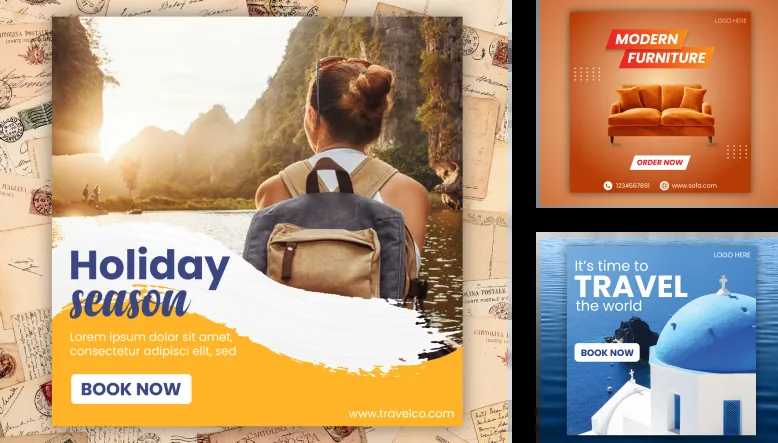 Holiday
season
Lorem ipsum dolor sit amet,
consectetur adipisci elit, sed
BOOK NOW
www.travelco.com
LOGO HERE
MODERN
FURNITURE
ORDER NOW
1234567891 www.sofa.com
LOGO HERE
It's time to
TRAVEL
the world
BOOK NOW